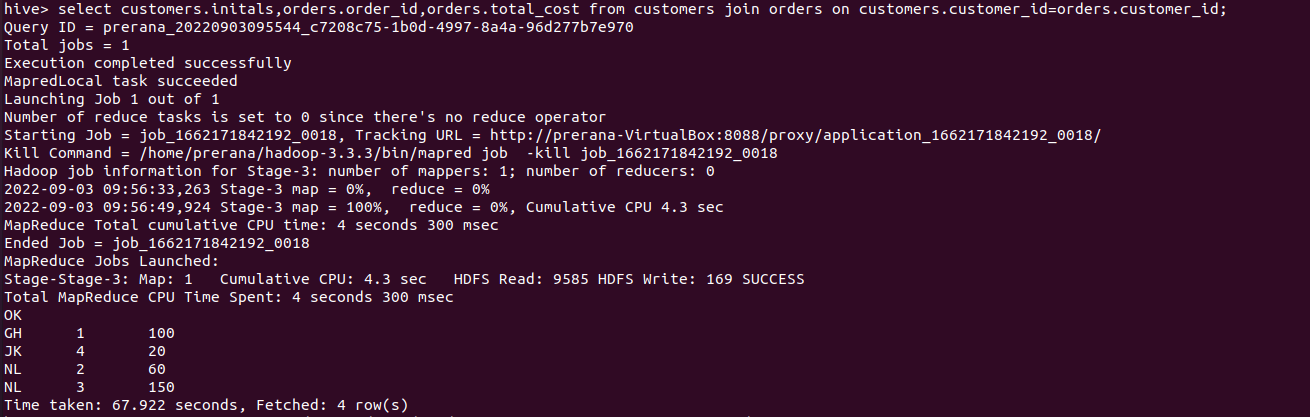 hive> select customers.initals,orders.order_id,orders.total_cost from customers join orders on customers.customer_id=orders.customer_id;
Query ID = prerana_20220903095544_c7208c75-1b0d-4997-8a4a-96d277b7e970
Total jobs = 1
Execution completed successfully
MapredLocal task succeeded
Launching Job 1 out of 1
Number of reduce tasks is set to 0 since there's no reduce operator
Starting Job = job_1662171842192_0018, Tracking URL = http://prerana-VirtualBox:8088/proxy/application_1662171842192_0018/
Kill Command = /home/prerana/hadoop-3.3.3/bin/mapred job  -kill job_1662171842192_0018
Hadoop job information for Stage-3: number of mappers: 1; number of reducers: 0
2022-09-03 09:56:33,263 Stage-3 map = 0%,  reduce = 0%
2022-09-03 09:56:49,924 Stage-3 map = 100%,  reduce = 0%, Cumulative CPU 4.3 sec
MapReduce Total cumulative CPU time: 4 seconds 300 msec
Ended Job = job_1662171842192_0018
MapReduce Jobs Launched:
Stage-Stage-3: Map: 1   Cumulative CPU: 4.3 sec   HDFS Read: 9585 HDFS Write: 169 SUCCESS
Total MapReduce CPU Time Spent: 4 seconds 300 msec
OK
GH	1	100
JK	4	20
NL	2	60
NL	3	150
Time taken: 67.922 seconds, Fetched: 4 row(s)